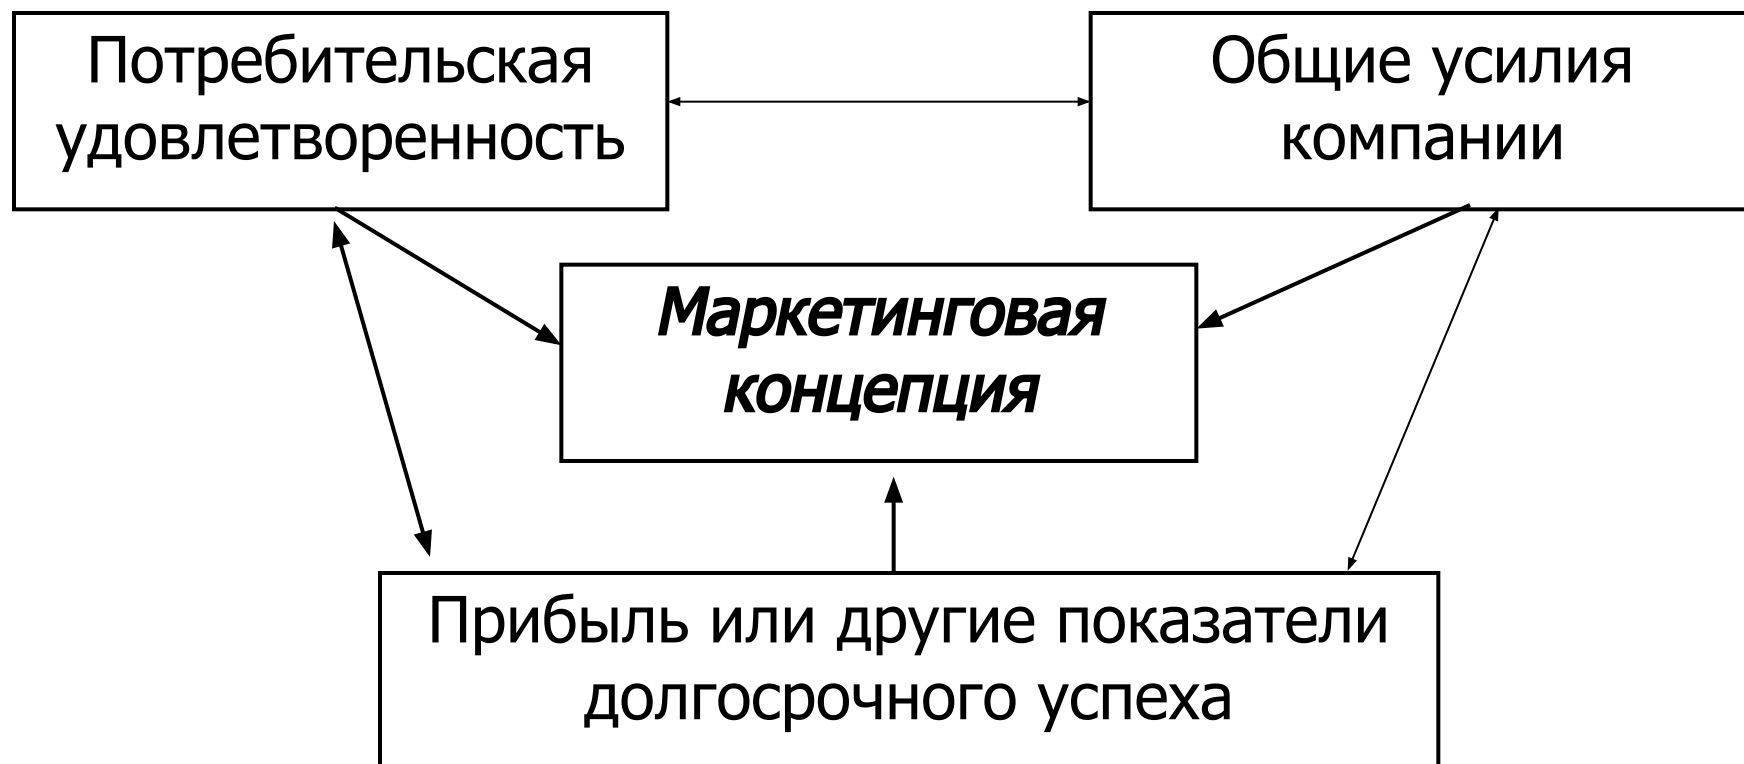 Потребительская
удовлетворенность
Общие усилия
компании
Маркетинговая
концепция
Прибыль или другие показатели
долгосрочного успеха